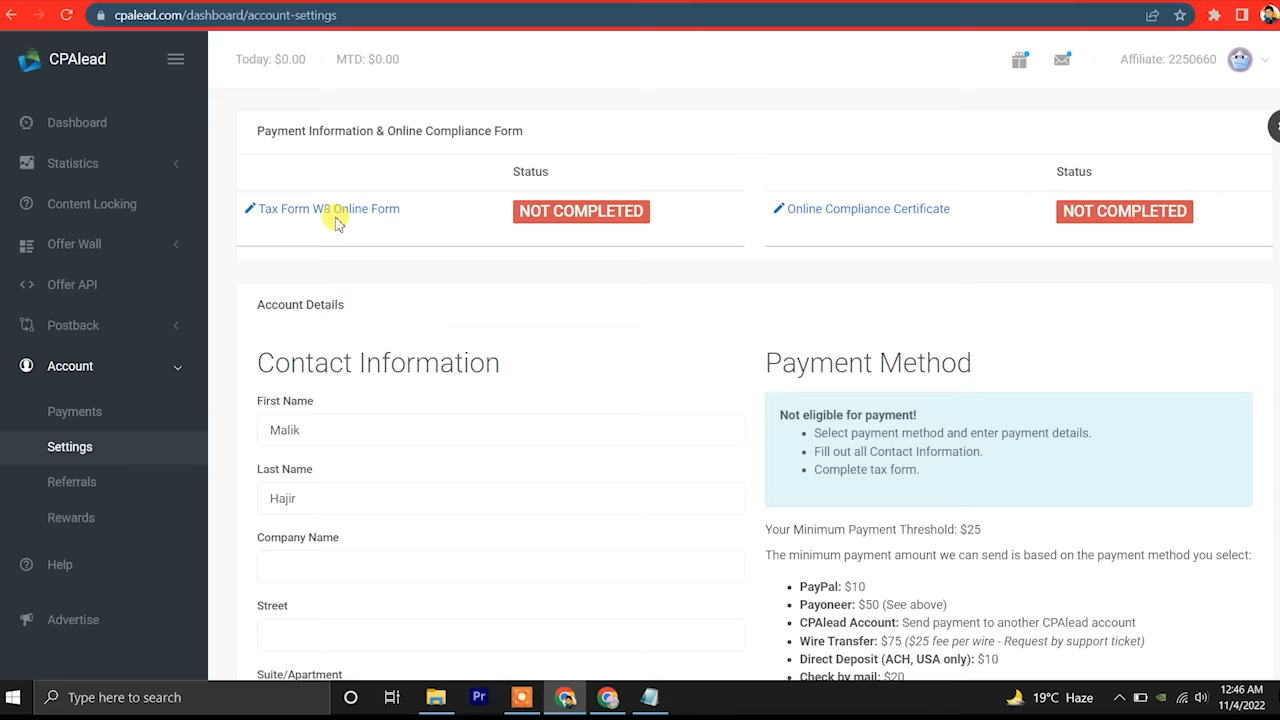 cpalead.com/dashboard/account-settings
CPAlead
Today: $0.00
MTD: $0.00
Affiliate: 2250660
Dashboard
Statistics
Content Locking
Offer Wall
Offer API
Postback
Account
Payments
Settings
Referrals
Rewards
Help
Advertise
Payment Information & Online Compliance Form
Status
Status
Tax Form W8 Online Form
NOT COMPLETED
Online Compliance Certificate
NOT COMPLETED
Account Details
Contact Information
First Name
Malik
Last Name
Hajir
Company Name
Street
Suite/Apartment
Payment Method
Not eligible for payment!
Select payment method and enter payment details.
Fill out all Contact Information.
Complete tax form.
Your Minimum Payment Threshold: $25
The minimum payment amount we can send is based on the payment method you select:
PayPal: $10
Payoneer: $50 (See above)
CPAlead Account: Send payment to another CPAlead account
Wire Transfer: $75 ($25 fee per wire - Request by support ticket)
Direct Deposit (ACH, USA only): $10
Check by mail: $20
Type here to search
Pr
19°C Haze
12:46 AM
11/4/2022